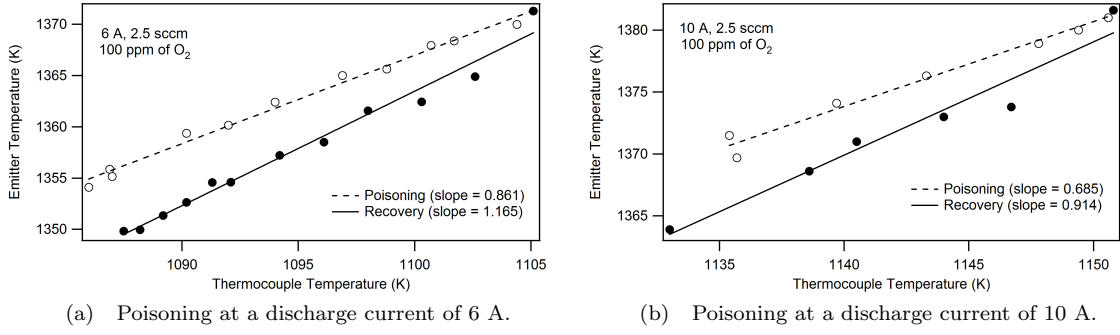 6 A, 2.5 sccm
100 ppm of O2
Emitter Temperature (K)
1370
1365
1360
1355
1350
Poisoning (slope = 0.861)
Recovery (slope = 1.165)
1090
1095
1100
1105
Thermocouple Temperature (K)
(a) Poisoning at a discharge current of 6 A.
10 A, 2.5 sccm
100 ppm of O2
Emitter Temperature (K)
1380
1375
1370
1365
Poisoning (slope = 0.685)
Recovery (slope = 0.914)
1135
1140
1145
1150
Thermocouple Temperature (K)
(b) Poisoning at a discharge current of 10 A.